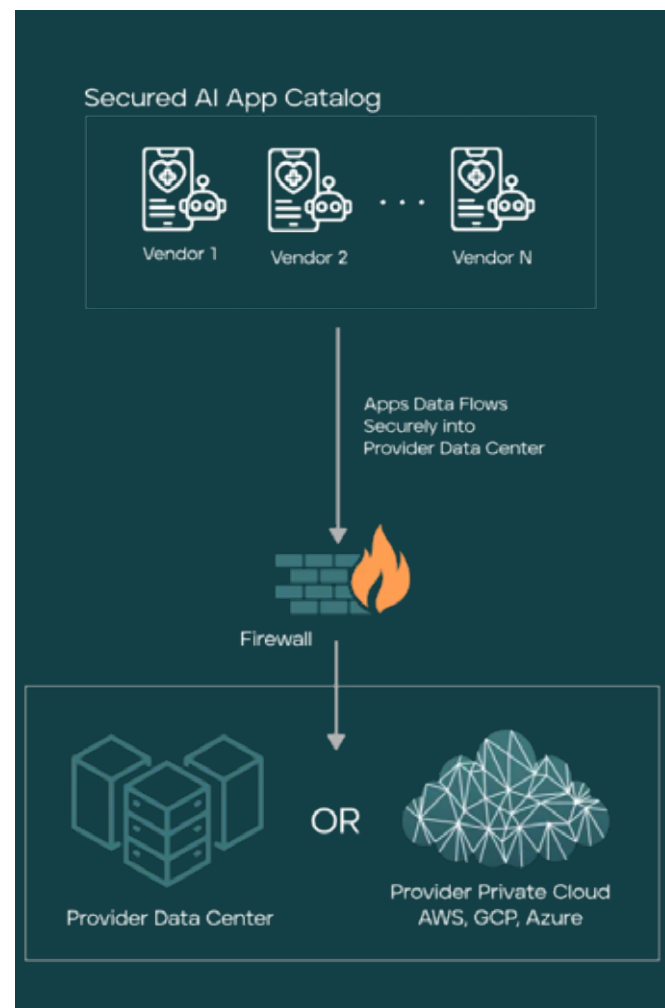 Secured AI App Catalog
Vendor 1
Vendor 2
. . .
Vendor N
Apps Data Flows
Securely into
Provider Data Center
Firewall
OR
Provider Data Center
Provider Private Cloud
AWS, GCP, Azure